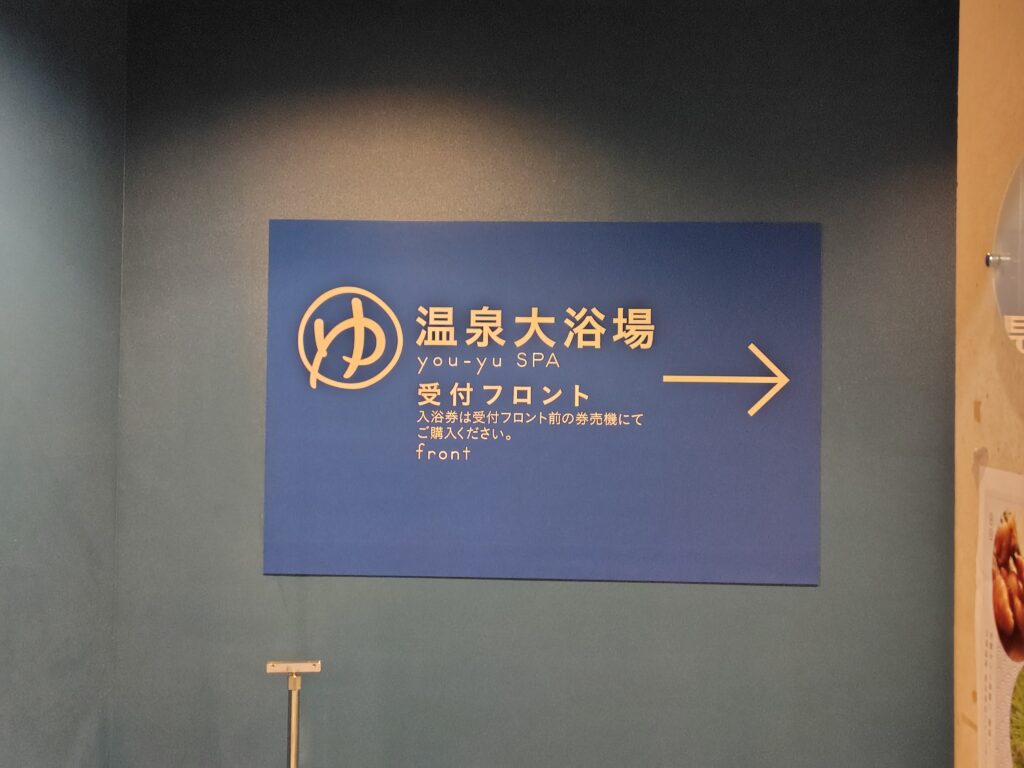 ゆ
温泉大浴場
you-yu SPA
受付フロント
入浴券は受付フロント前の券売機にて
ご購入ください。
front